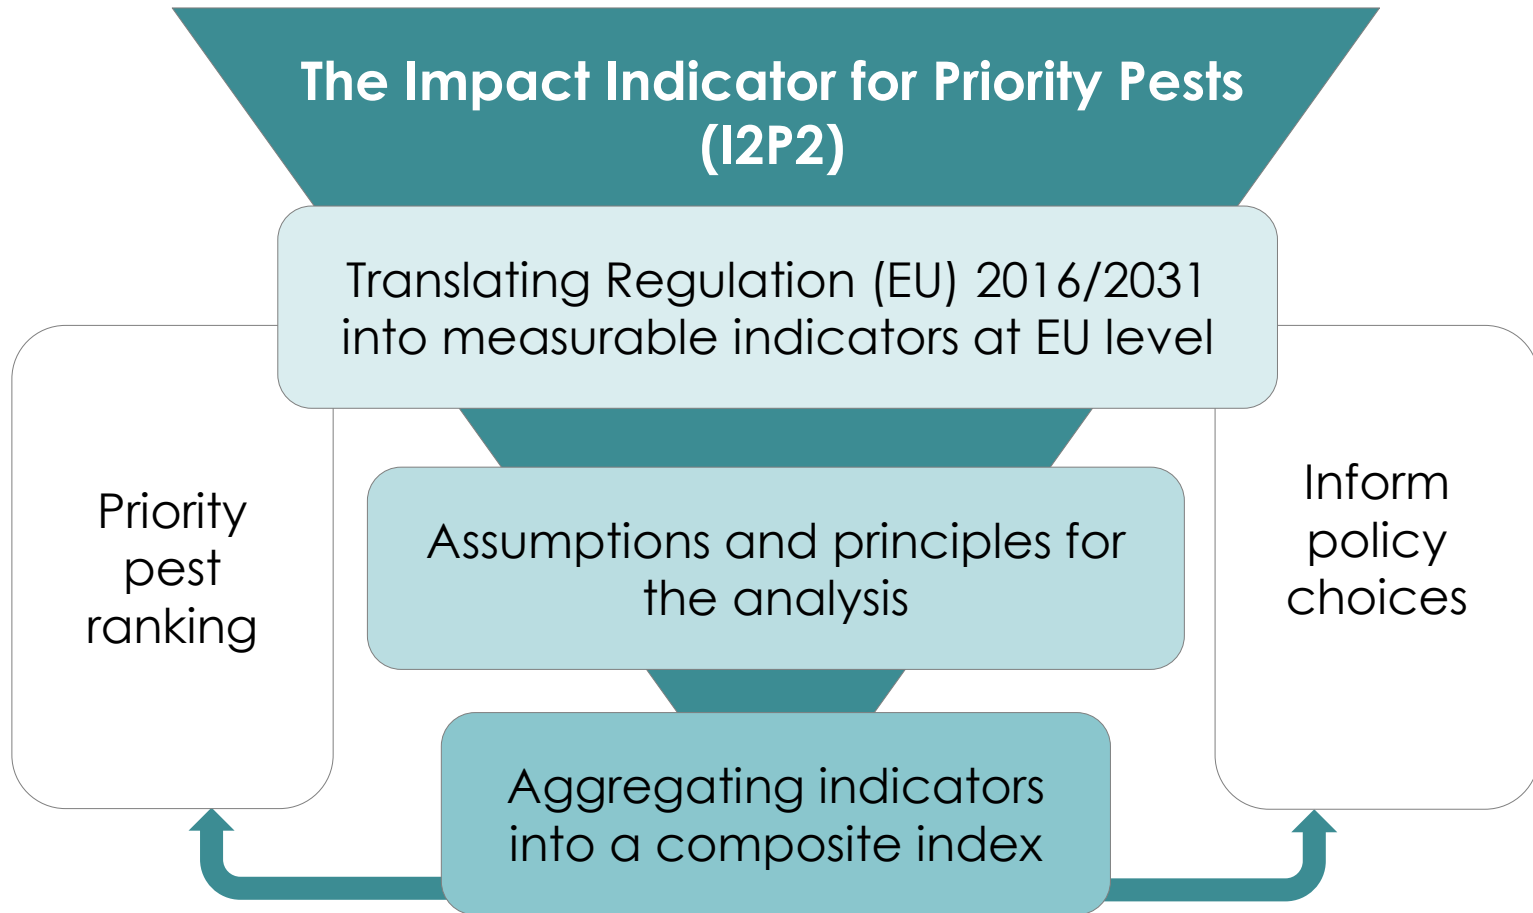 The Impact Indicator for Priority Pests
(I2P2)
Translating Regulation (EU) 2016/2031
into measurable indicators at EU level
Priority
pest
ranking
Assumptions and principles for
the analysis
Inform
policy
choices
Aggregating indicators
into a composite index